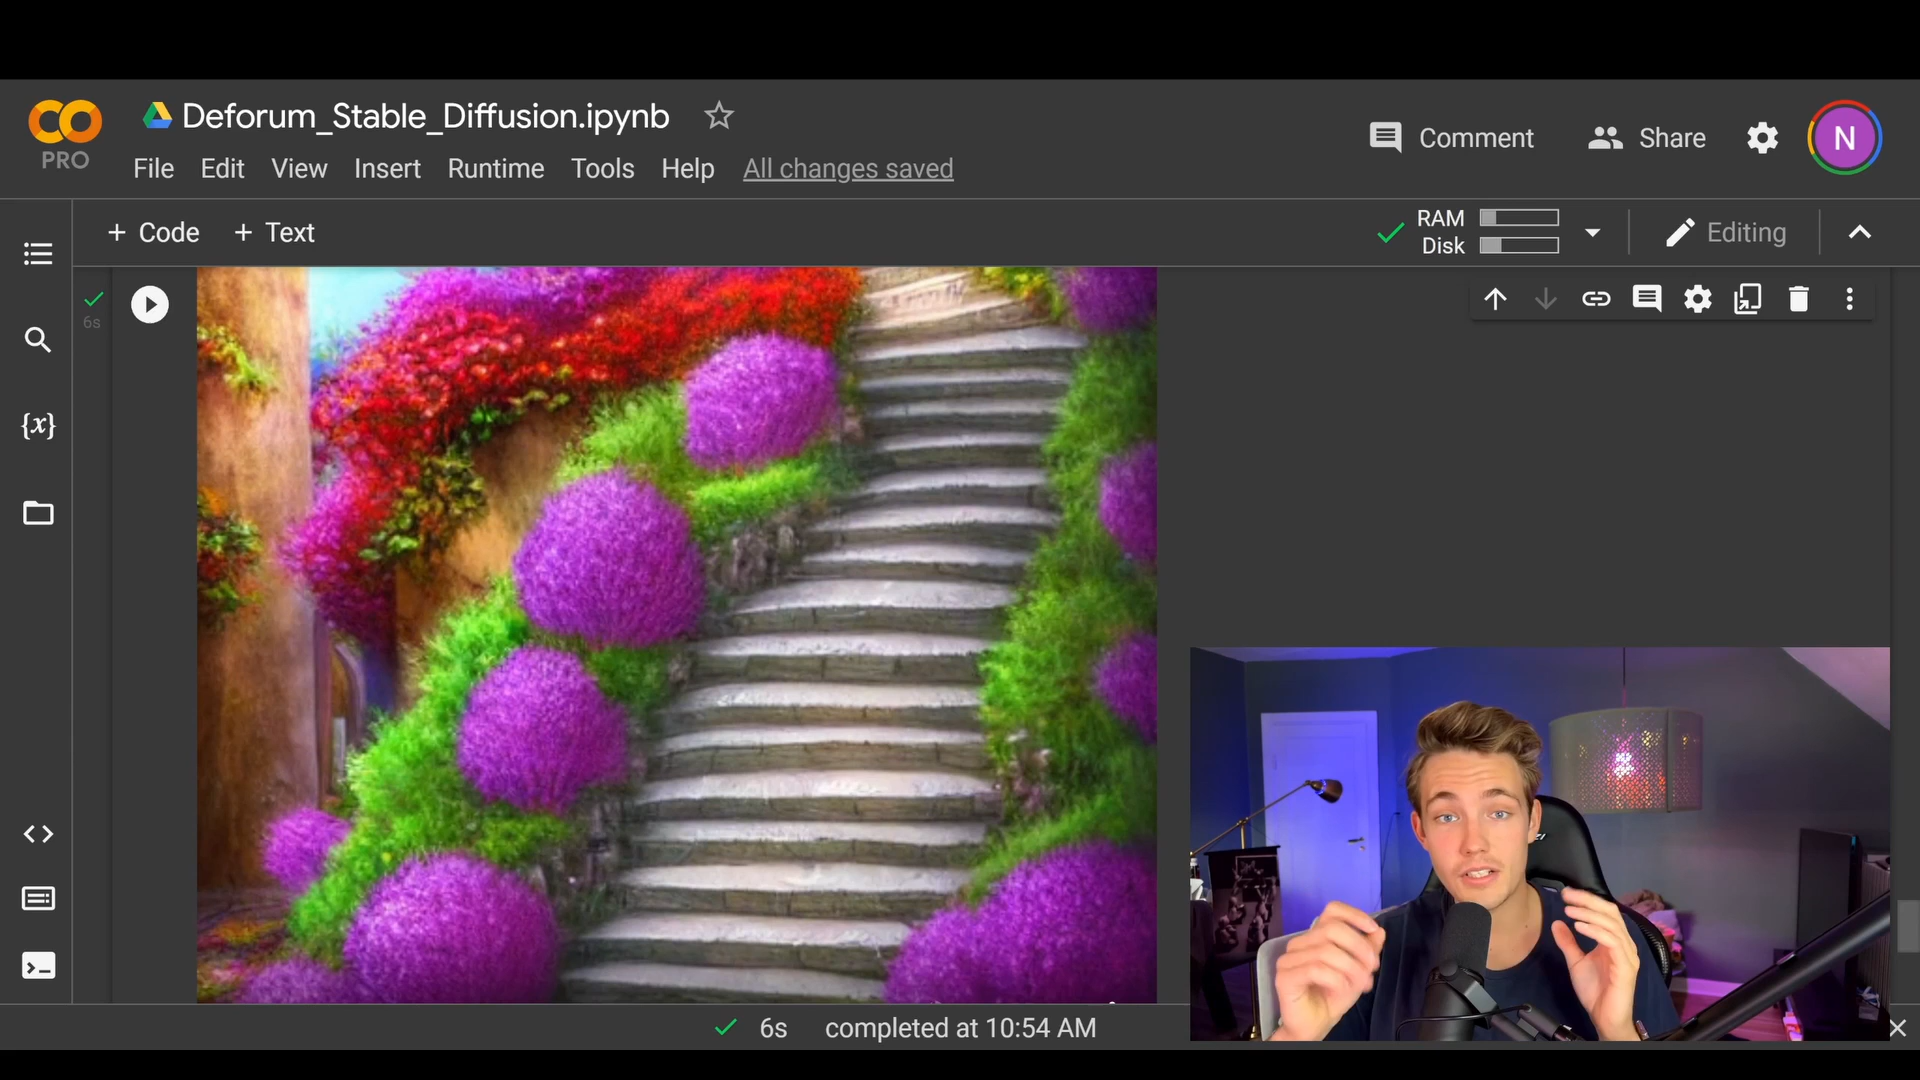 Deforum_Stable_Diffusion.ipynb
PRO
File Edit View Insert Runtime Tools Help All changes saved
Comment Share N
+ Code + Text
RAM
Disk
Editing
6s
{x}
6s completed at 10:54 AM